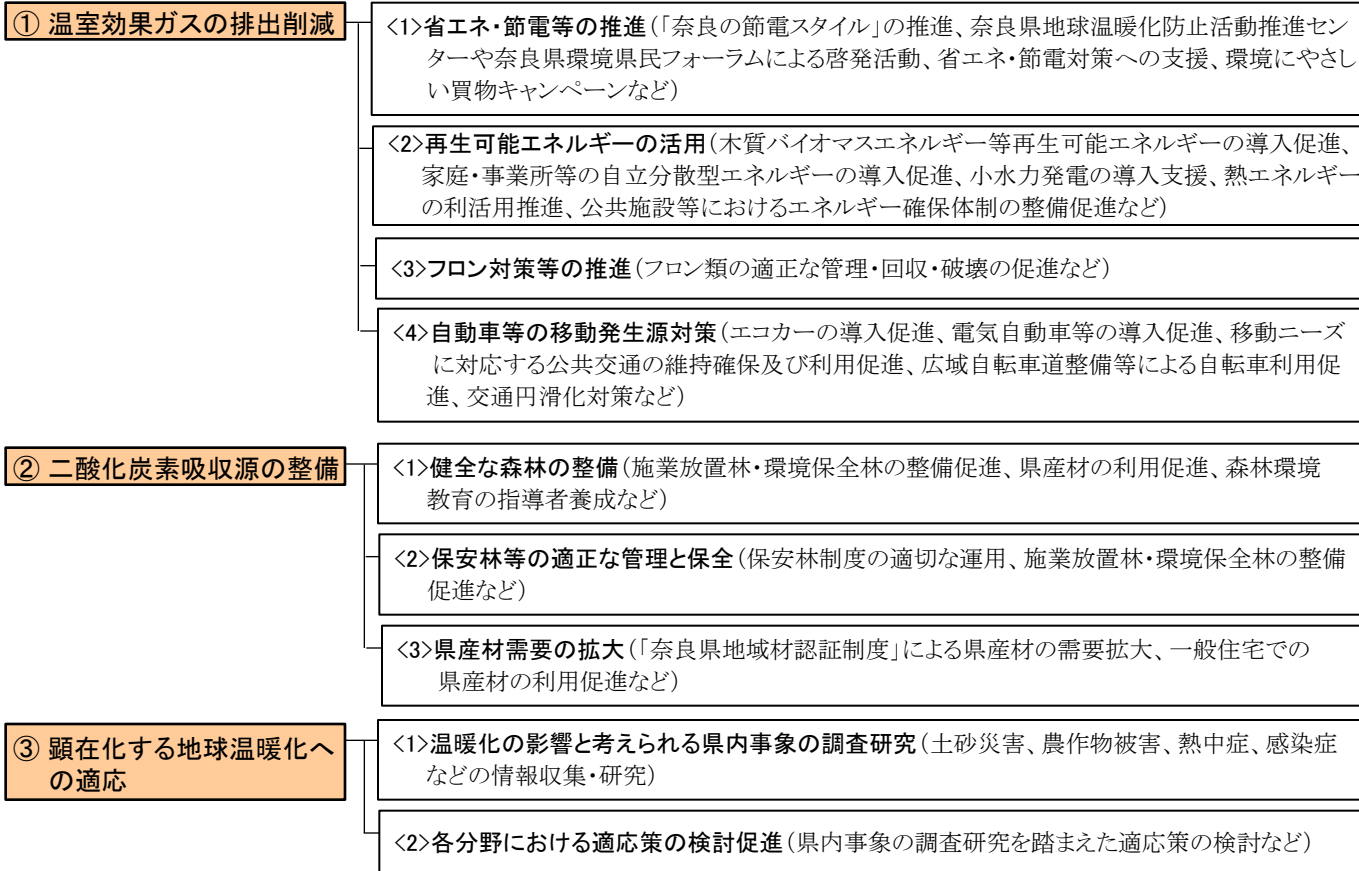 ① 温室効果ガスの排出削減
<1>省エネ・節電等の推進(「奈良の節電スタイル」の推進、奈良県地球温暖化防止活動推進セン
ターや奈良県環境県民フォーラムによる啓発活動、省エネ・節電対策への支援、環境にやさし
い買物キャンペーンなど)
<2>再生可能エネルギーの活用(木質バイオマスエネルギー等再生可能エネルギーの導入促進、
家庭・事業所等の自立分散型エネルギーの導入促進、小水力発電の導入支援、熱エネルギー
の利活用推進、公共施設等におけるエネルギー確保体制の整備促進など)
<3>フロン対策等の推進(フロン類の適正な管理・回収・破壊の促進など)
<4>自動車等の移動発生源対策(エコカーの導入促進、電気自動車等の導入促進、移動ニーズ
に対応する公共交通の維持確保及び利用促進、広域自転車道整備等による自転車利用促
進、交通円滑化対策など)
② 二酸化炭素吸収源の整備
<1>健全な森林の整備(施業放置林・環境保全林の整備促進、県産材の利用促進、森林環境
教育の指導者養成など)
<2>保安林等の適正な管理と保全(保安林制度の適切な運用、施業放置林・環境保全林の整備
促進など)
<3>県産材需要の拡大(「奈良県地域材認証制度」による県産材の需要拡大、一般住宅での
県産材の利用促進など)
③ 顕在化する地球温暖化へ
の適応
<1>温暖化の影響と考えられる県内事象の調査研究(土砂災害、農作物被害、熱中症、感染症
などの情報収集・研究)
<2>各分野における適応策の検討促進(県内事象の調査研究を踏まえた適応策の検討など)